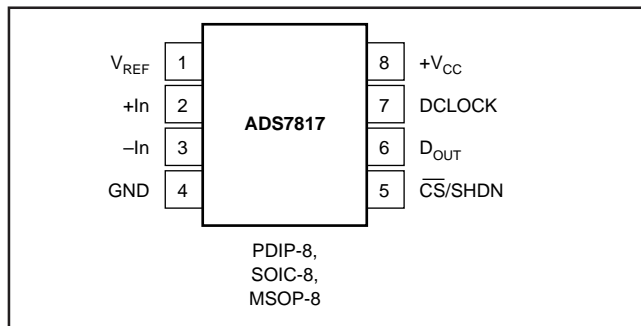 V_REF 1 8 +V_CC
+In 2 7 DCLOCK
ADS7817
–In 3 6 D_OUT
GND 4 5 C̅S̅/SHDN
PDIP-8,
SOIC-8,
MSOP-8